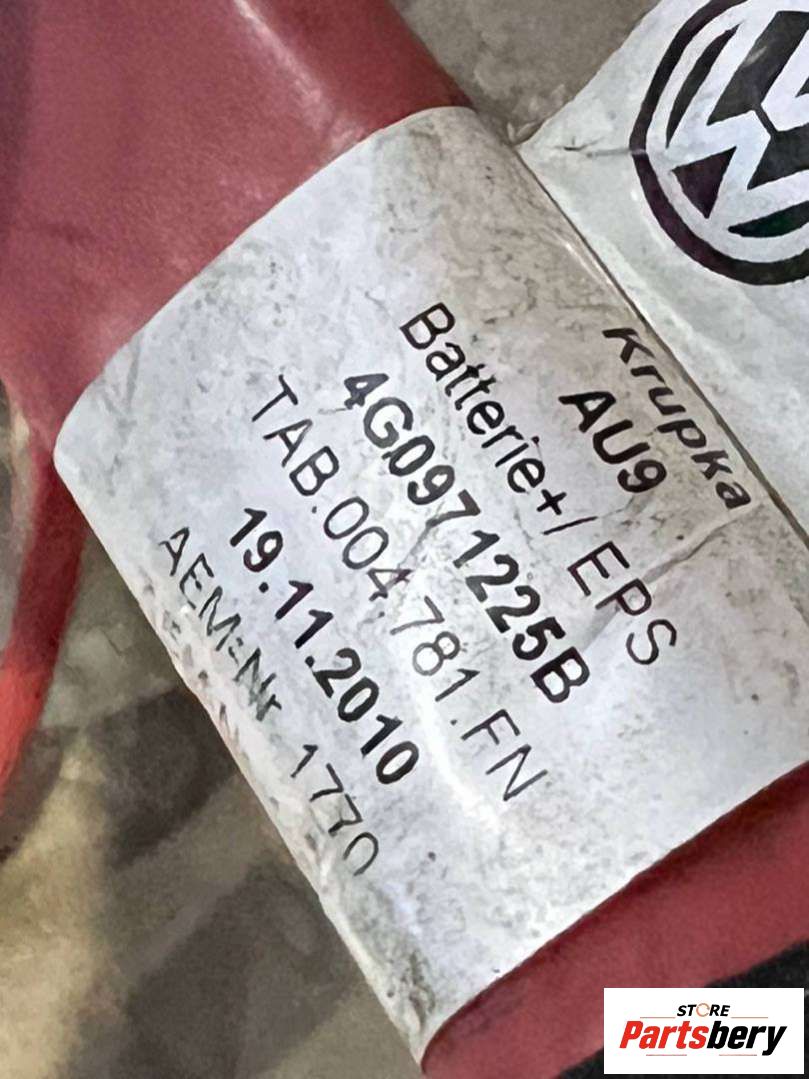 Krupka
AU9
Batterie+/ EPS
4G0971225B
TAB.004.781.FN
19.11.2010
AEM-Nr 1770
STORE
Partsbery